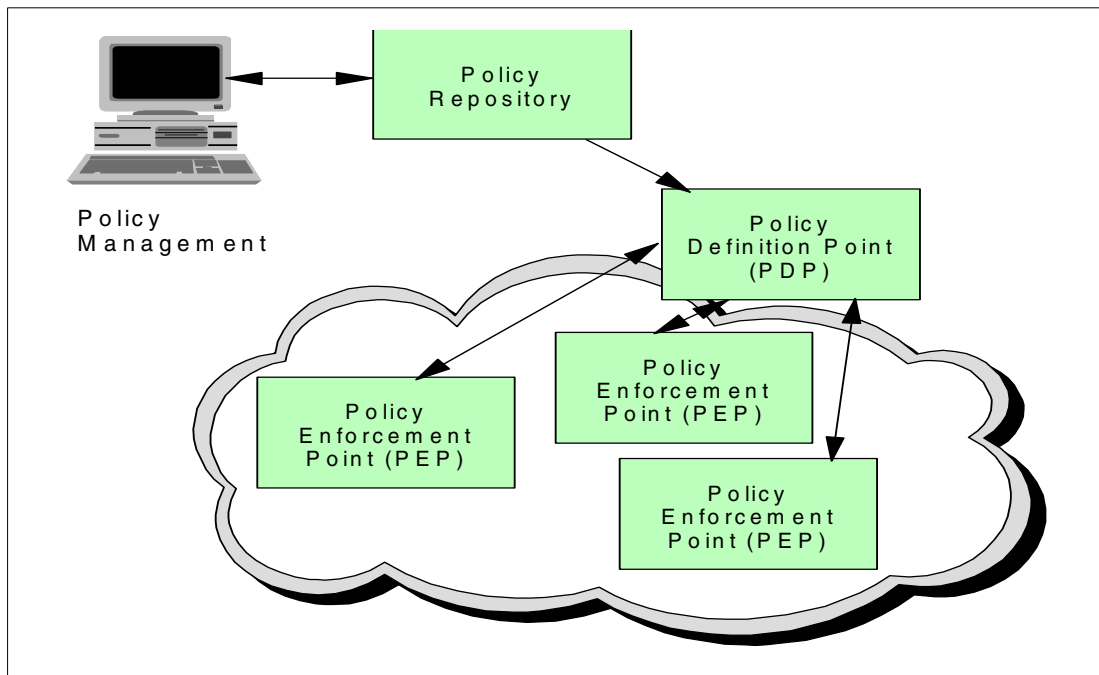 Policy
Repository
Policy
Management
Policy
Definition Point
(PDP)
Policy
Enforcement
Point (PEP)
Policy
Enforcement
Point (PEP)
Policy
Enforcement
Point (PEP)